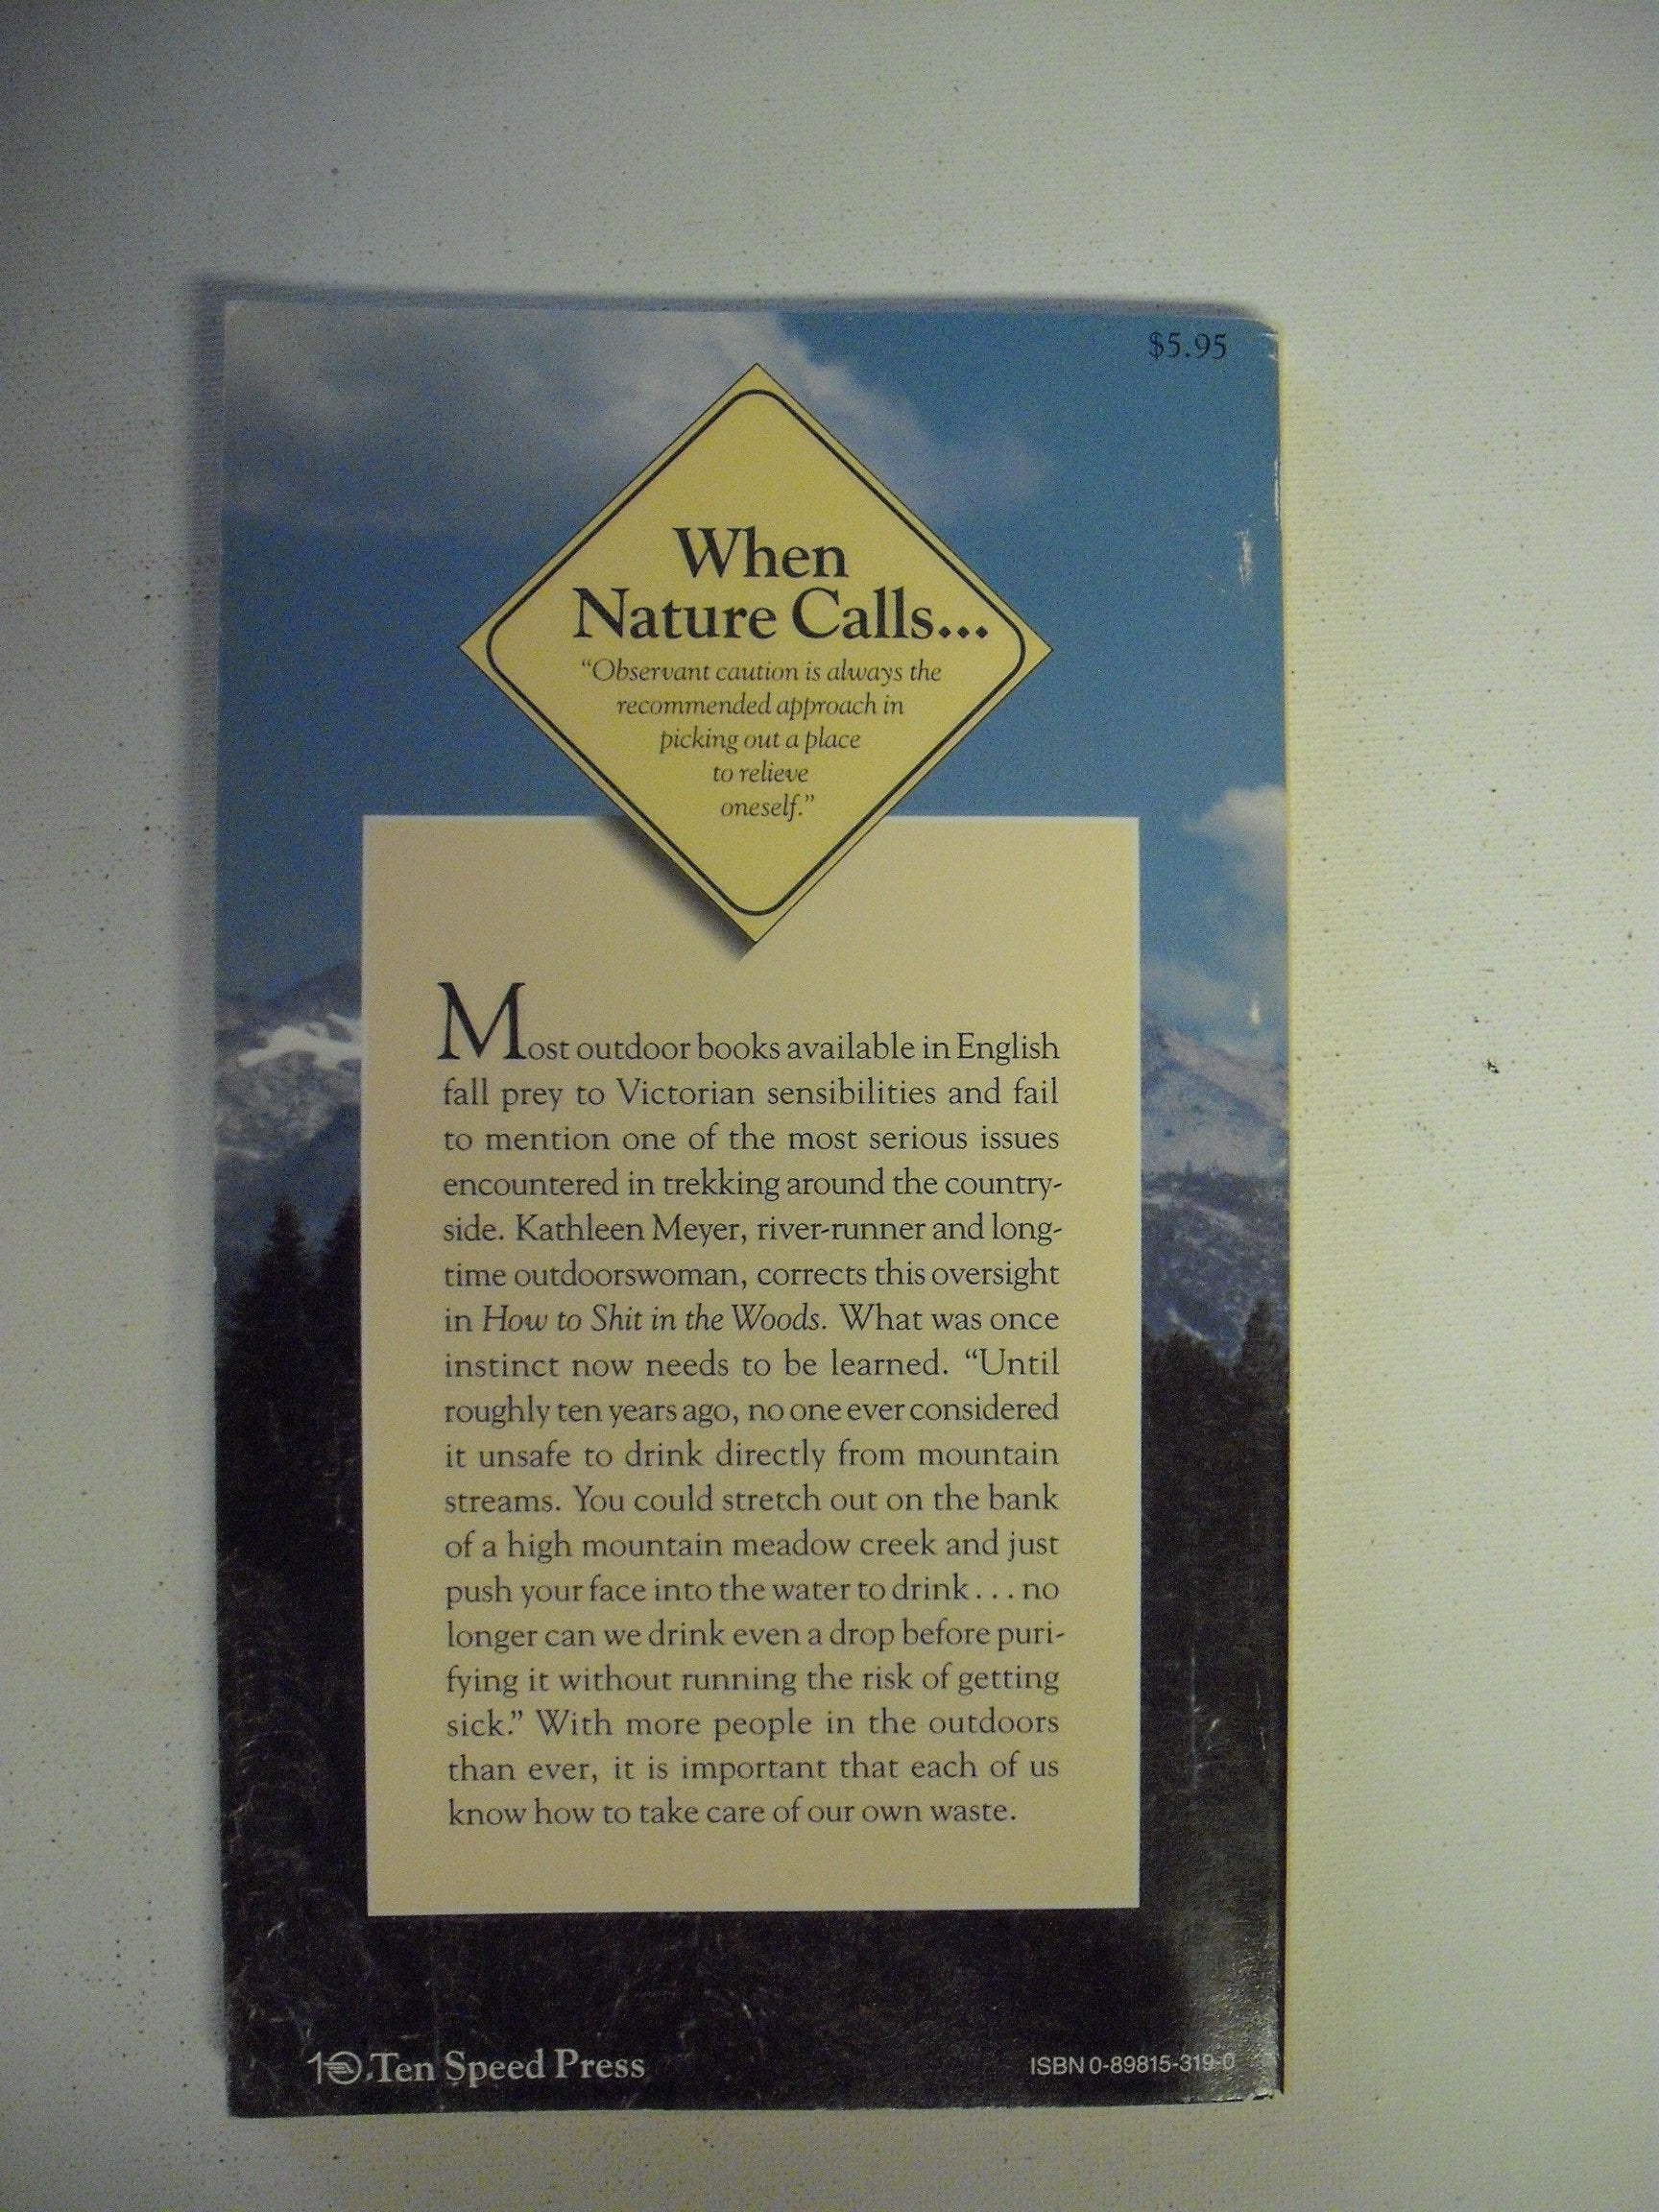 $5.95
When
Nature Calls...
“Observant caution is always the
recommended approach in
picking out a place
to relieve
oneself.”
Most outdoor books available in English
fall prey to Victorian sensibilities and fail
to mention one of the most serious issues
encountered in trekking around the country-
side. Kathleen Meyer, river-runner and long-
time outdoorswoman, corrects this oversight
in How to Shit in the Woods. What was once
instinct now needs to be learned. “Until
roughly ten years ago, no one ever considered
it unsafe to drink directly from mountain
streams. You could stretch out on the bank
of a high mountain meadow creek and just
push your face into the water to drink . . . no
longer can we drink even a drop before puri-
fying it without running the risk of getting
sick.” With more people in the outdoors
than ever, it is important that each of us
know how to take care of our own waste.
10. Ten Speed Press
ISBN 0-89815-319-0